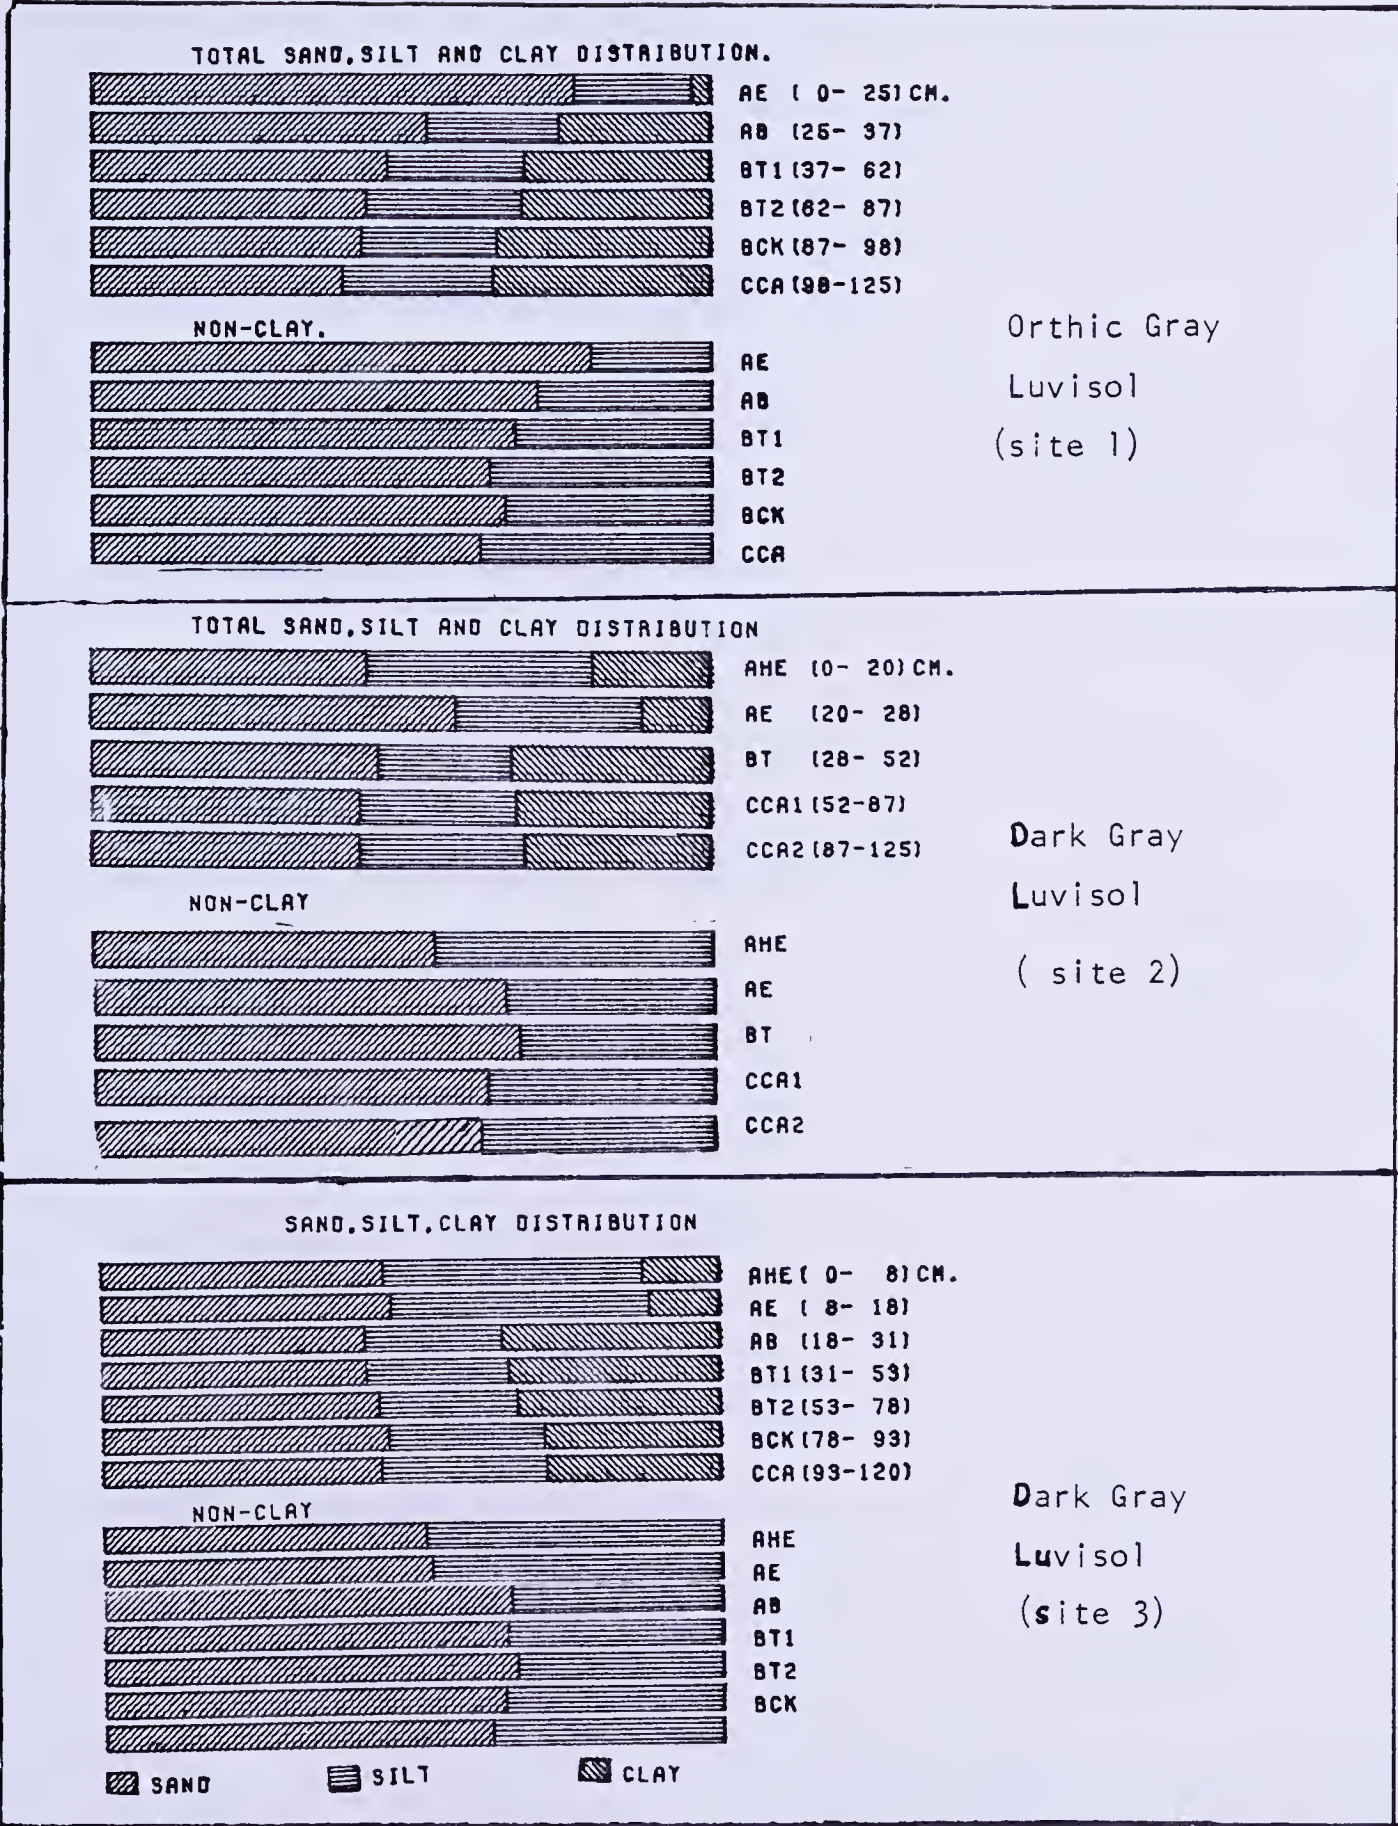 TOTAL SAND,SILT AND CLAY DISTRIBUTION.
AE ( 0- 25)CM.
AB (25- 37)
BT1(37- 62)
BT2(62- 87)
BCK(87- 98)
CCA(98-125)
NON-CLAY.
AE
AB
BT1
BT2
BCK
CCA
Orthic Gray
Luvisol
(site 1)
TOTAL SAND,SILT AND CLAY DISTRIBUTION
AHE (0- 20)CM.
AE (20- 28)
BT (28- 52)
CCA1(52-87)
CCA2(87-125)
NON-CLAY
AHE
AE
BT
CCA1
CCA2
Dark Gray
Luvisol
( site 2)
SAND,SILT,CLAY DISTRIBUTION
AHE( 0- 8)CM.
AE ( 8- 18)
AB (18- 31)
BT1(31- 53)
BT2(53- 78)
BCK(78- 93)
CCA(93-120)
NON-CLAY
AHE
AE
AB
BT1
BT2
BCK
Dark Gray
Luvisol
(site 3)
SAND SILT CLAY